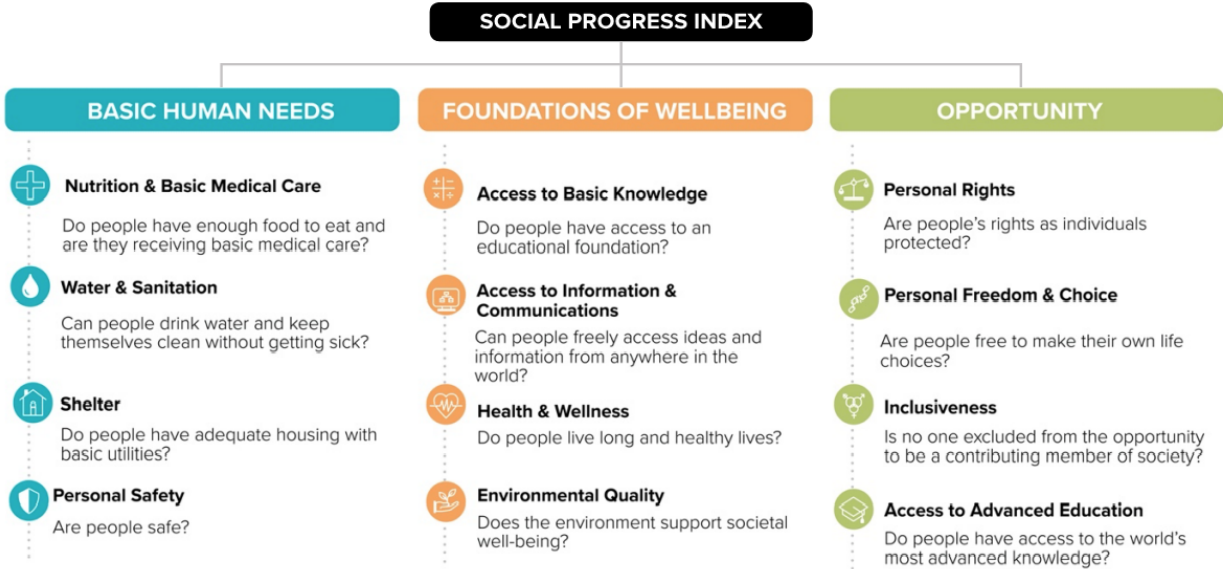 SOCIAL PROGRESS INDEX
BASIC HUMAN NEEDS
Nutrition & Basic Medical Care
Do people have enough food to eat and
are they receiving basic medical care?
Water & Sanitation
Can people drink water and keep
themselves clean without getting sick?
Shelter
Do people have adequate housing with
basic utilities?
Personal Safety
Are people safe?
FOUNDATIONS OF WELLBEING
Access to Basic Knowledge
Do people have access to an
educational foundation?
Access to Information &
Communications
Can people freely access ideas and
information from anywhere in the
world?
Health & Wellness
Do people live long and healthy lives?
Environmental Quality
Does the environment support societal
well-being?
OPPORTUNITY
Personal Rights
Are people's rights as individuals
protected?
Personal Freedom & Choice
Are people free to make their own life
choices?
Inclusiveness
Is no one excluded from the opportunity
to be a contributing member of society?
Access to Advanced Education
Do people have access to the world's
most advanced knowledge?